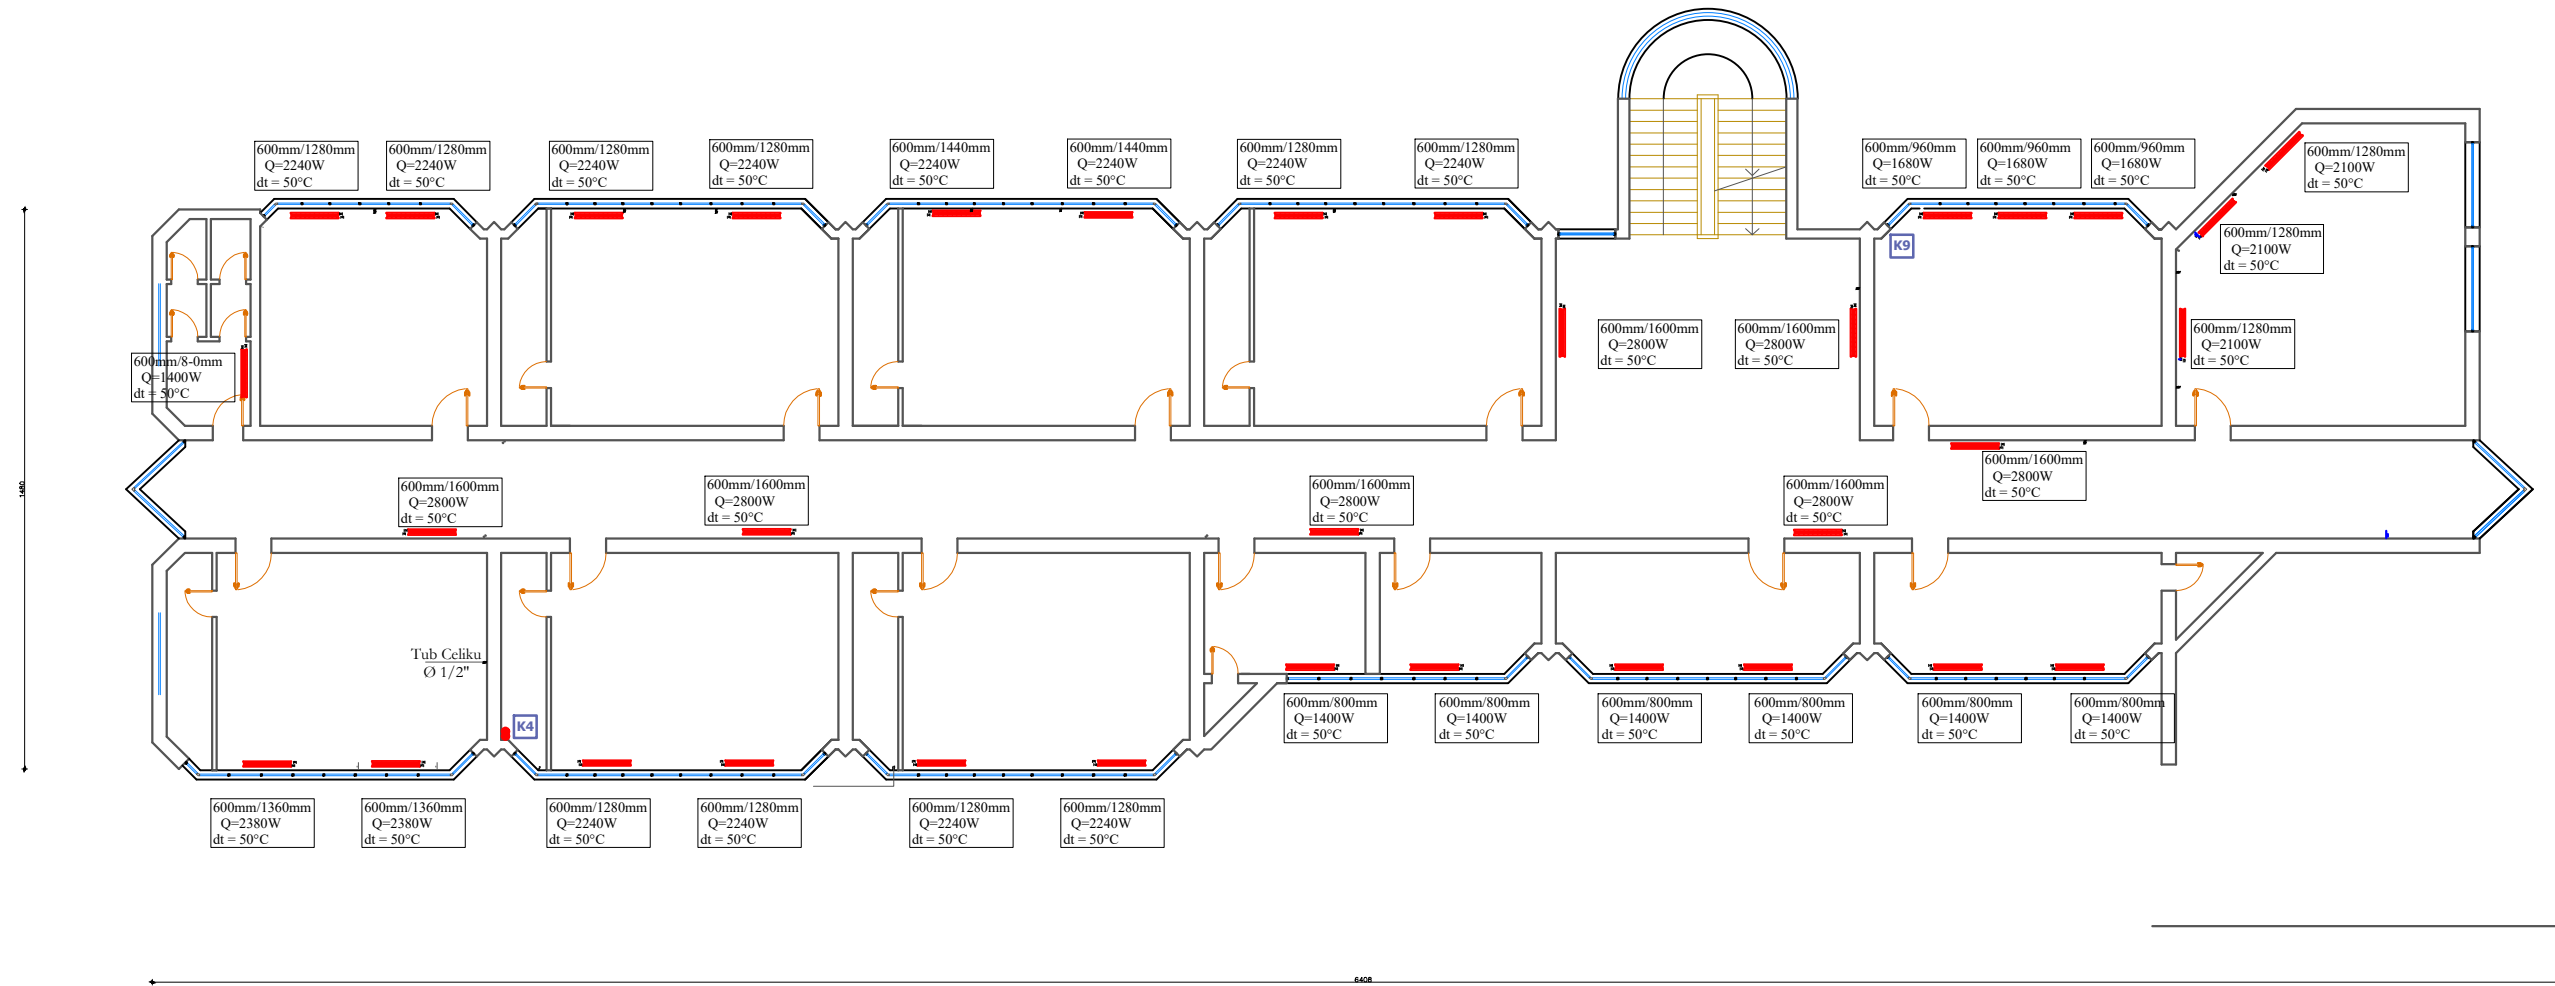 600mm/1280mm
Q=2240W
dt = 50°C
600mm/1280mm
Q=2240W
dt = 50°C
600mm/1280mm
Q=2240W
dt = 50°C
600mm/1280mm
Q=2240W
dt = 50°C
600mm/1440mm
Q=2240W
dt = 50°C
600mm/1440mm
Q=2240W
dt = 50°C
600mm/1280mm
Q=2240W
dt = 50°C
600mm/1280mm
Q=2240W
dt = 50°C
600mm/960mm
Q=1680W
dt = 50°C
600mm/960mm
Q=1680W
dt = 50°C
600mm/960mm
Q=1680W
dt = 50°C
600mm/1280mm
Q=2100W
dt = 50°C
600mm/1280mm
Q=2100W
dt = 50°C
K9
600mm/1600mm
Q=2800W
dt = 50°C
600mm/1600mm
Q=2800W
dt = 50°C
600mm/1280mm
Q=2100W
dt = 50°C
600mm/8-0mm
Q=1400W
dt = 50°C
1480
600mm/1600mm
Q=2800W
dt = 50°C
600mm/1600mm
Q=2800W
dt = 50°C
600mm/1600mm
Q=2800W
dt = 50°C
600mm/1600mm
Q=2800W
dt = 50°C
600mm/1600mm
Q=2800W
dt = 50°C
Tub Celiku
Ø 1/2"
K4
600mm/800mm
Q=1400W
dt = 50°C
600mm/800mm
Q=1400W
dt = 50°C
600mm/800mm
Q=1400W
dt = 50°C
600mm/800mm
Q=1400W
dt = 50°C
600mm/800mm
Q=1400W
dt = 50°C
600mm/800mm
Q=1400W
dt = 50°C
600mm/1360mm
Q=2380W
dt = 50°C
600mm/1360mm
Q=2380W
dt = 50°C
600mm/1280mm
Q=2240W
dt = 50°C
600mm/1280mm
Q=2240W
dt = 50°C
600mm/1280mm
Q=2240W
dt = 50°C
600mm/1280mm
Q=2240W
dt = 50°C
6408